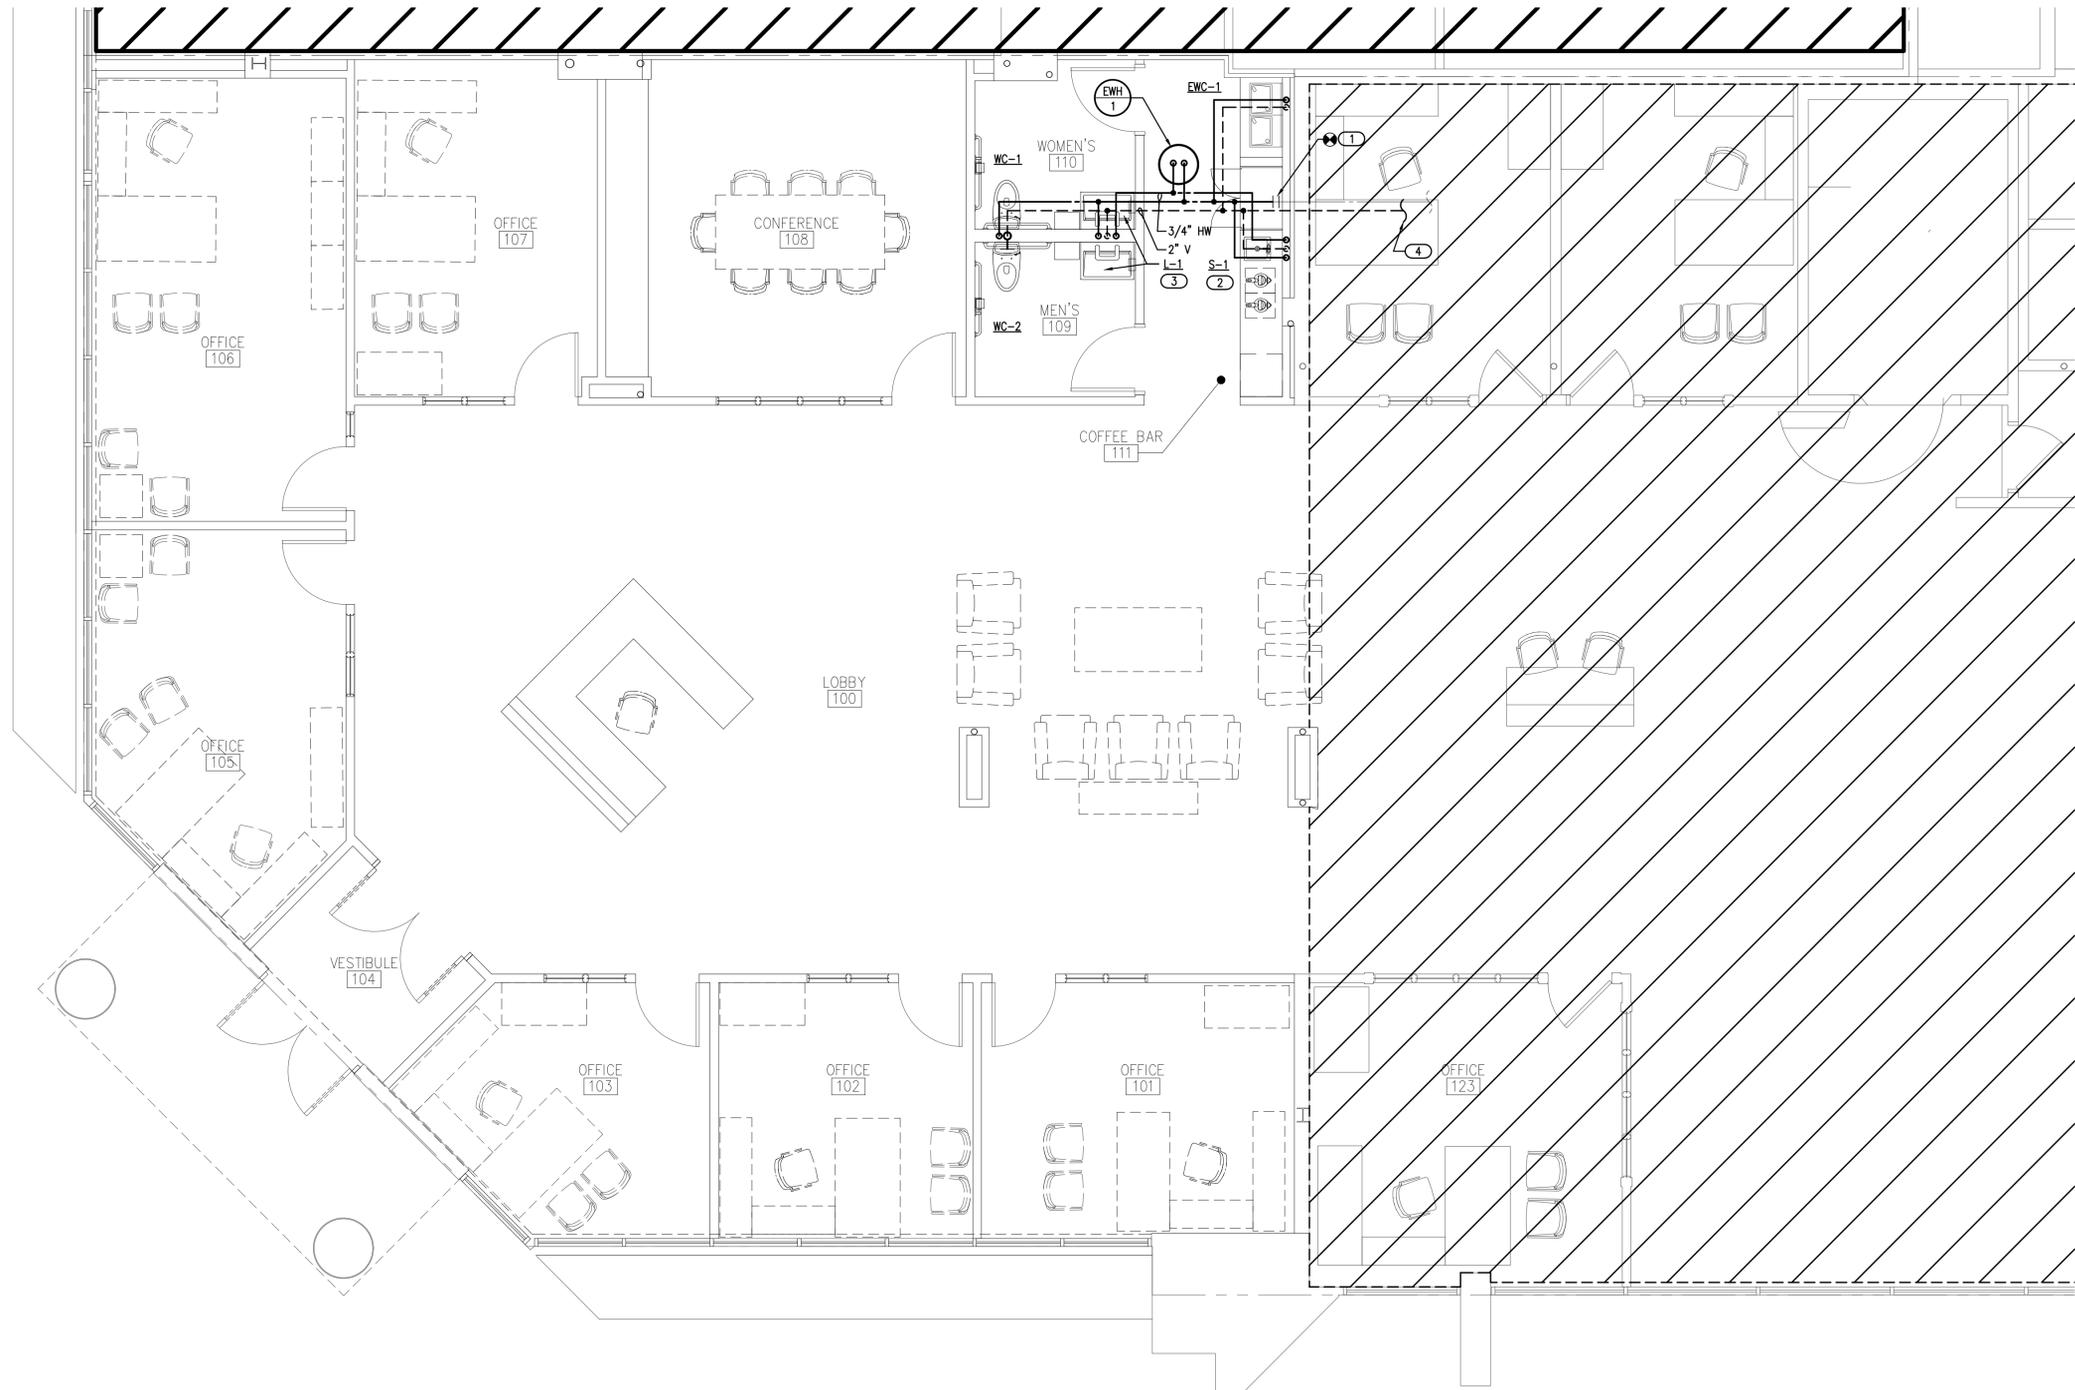 EWH
1
EWC-1
1
WOMEN'S
110
WC-1
OFFICE
107
CONFERENCE
108
3/4" HW
2" V
L-1
3
S-1
2
4
MEN'S
109
WC-2
OFFICE
106
COFFEE BAR
111
LOBBY
100
OFFICE
105
VESTIBULE
104
OFFICE
103
OFFICE
102
OFFICE
101
OFFICE
123